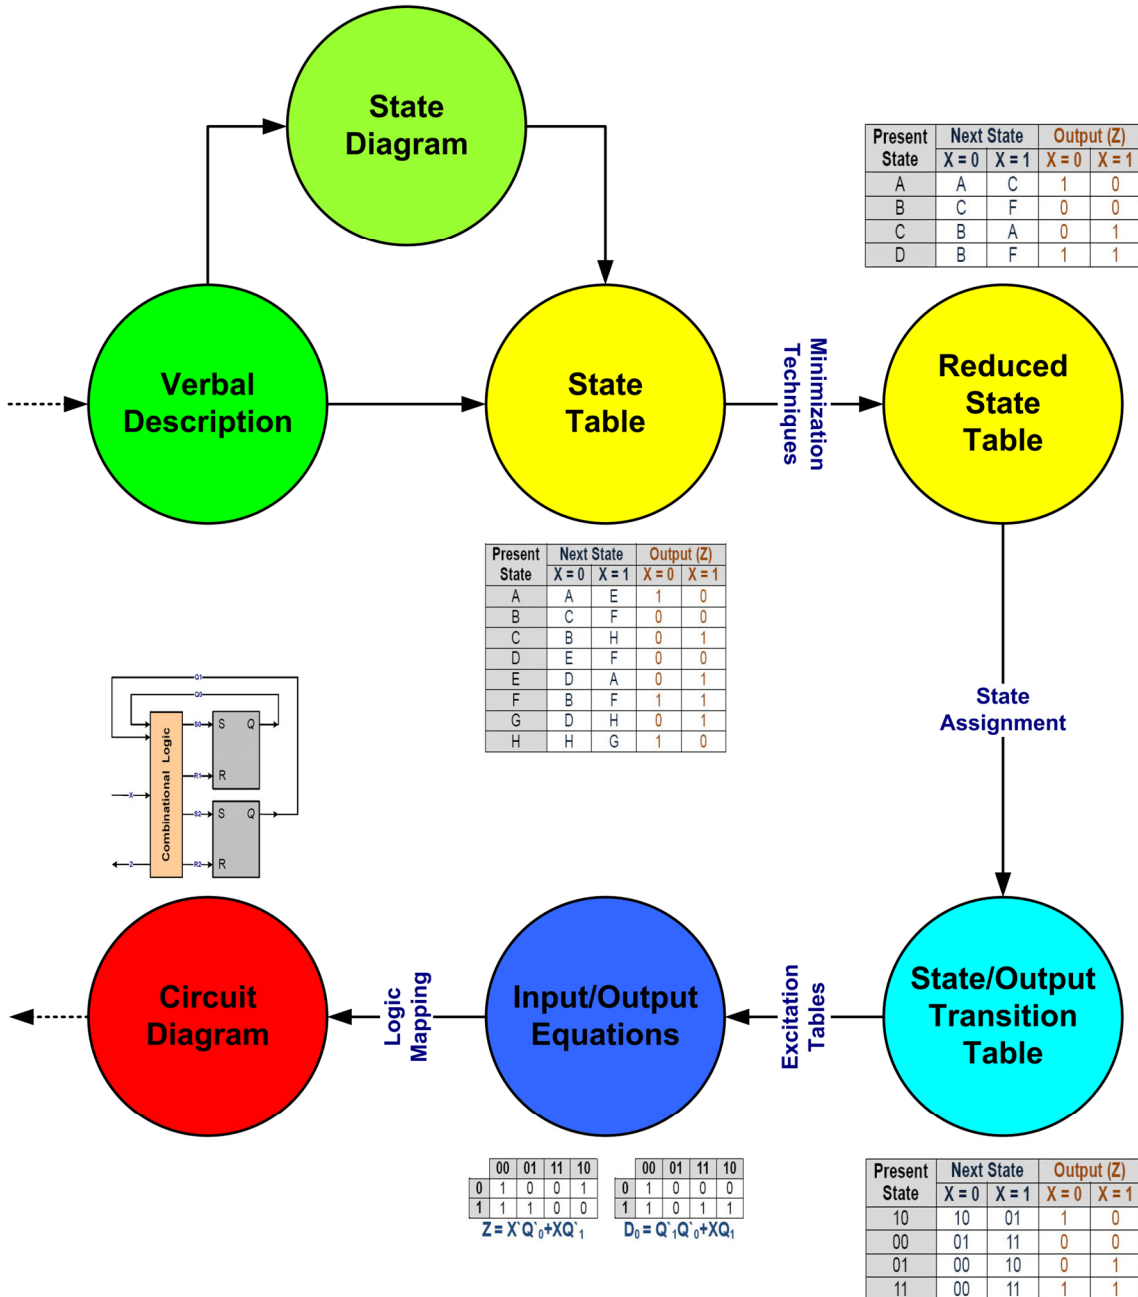 State
Diagram
Present State | Next State | Output (Z)
X = 0 | X = 1 | X = 0 | X = 1
A | A | C | 1 | 0
B | C | F | 0 | 0
C | B | A | 0 | 1
D | B | F | 1 | 1
Verbal
Description
State
Table
Minimization
Techniques
Reduced
State
Table
Present State | Next State | Output (Z)
X = 0 | X = 1 | X = 0 | X = 1
A | A | E | 1 | 0
B | C | F | 0 | 0
C | B | H | 0 | 1
D | E | F | 0 | 0
E | D | A | 0 | 1
F | B | F | 1 | 1
G | D | H | 0 | 1
H | H | G | 1 | 0
State
Assignment
Q1
Q0
Combinational Logic
S0
S Q
R1
R
X
S2
S Q
Z
R2
R
Circuit
Diagram
Logic
Mapping
Input/Output
Equations
Excitation
Tables
State/Output
Transition
Table
00 | 01 | 11 | 10
0 | 1 | 0 | 0 | 1
1 | 1 | 1 | 0 | 0
Z = X`Q`₀+XQ`₁
00 | 01 | 11 | 10
0 | 1 | 0 | 0 | 0
1 | 1 | 0 | 1 | 1
D₀ = Q`₁Q`₀+XQ₁
Present State | Next State | Output (Z)
X = 0 | X = 1 | X = 0 | X = 1
10 | 10 | 01 | 1 | 0
00 | 01 | 11 | 0 | 0
01 | 00 | 10 | 0 | 1
11 | 00 | 11 | 1 | 1